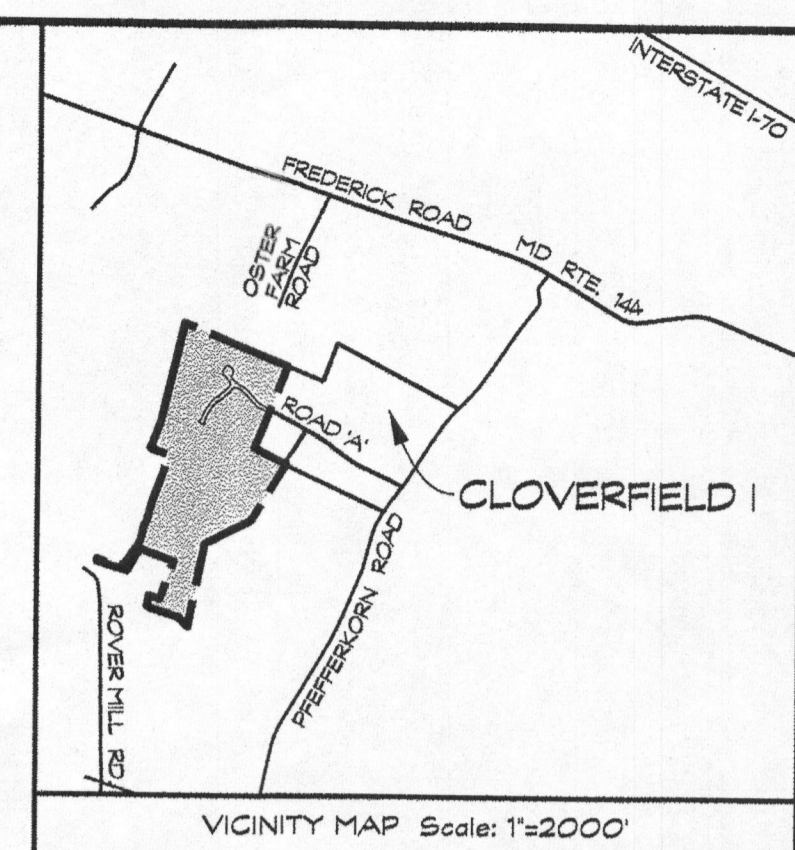 INTERSTATE I-70
FREDERICK ROAD
MD RTE. 144
OSTER
FARM
ROAD
ROAD 'A'
CLOVERFIELD I
PFEFFERKORN ROAD
ROVER MILL RD
VICINITY MAP Scale: 1"=2000'